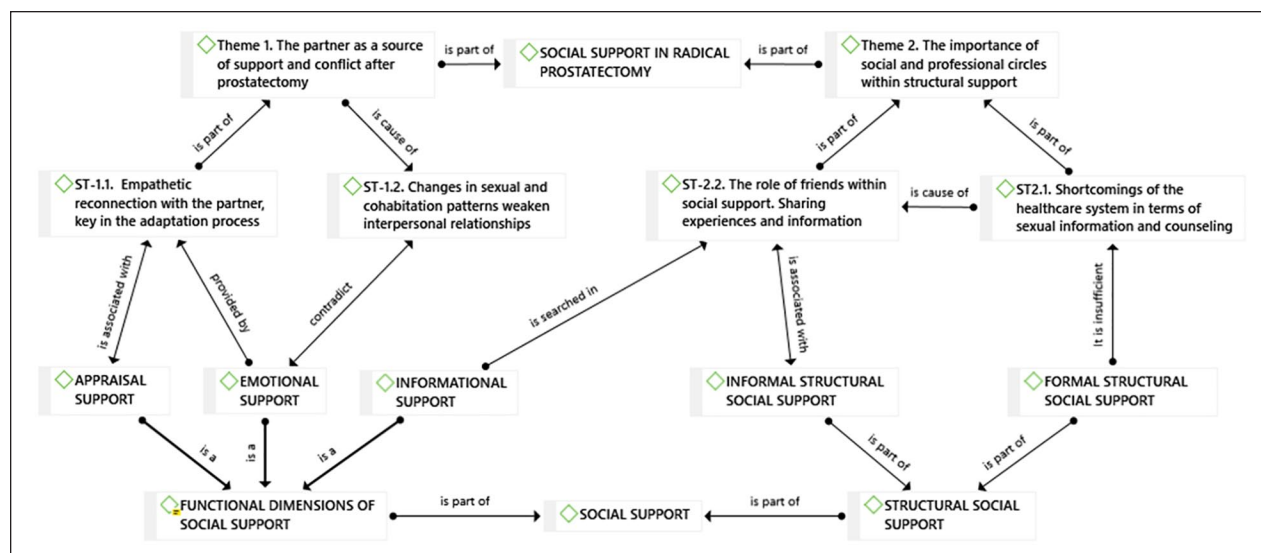 Theme 1. The partner as a source
of support and conflict after
prostatectomy
is part of
SOCIAL SUPPORT IN RADICAL
PROSTATECTOMY
is part of
Theme 2. The importance of
social and professional circles
within structural support
is part of
is cause of
is part of
is part of
ST-1.1. Empathetic
reconnection with the partner,
key in the adaptation process
ST-1.2. Changes in sexual and
cohabitation patterns weaken
interpersonal relationships
ST-2.2. The role of friends within
social support. Sharing
experiences and information
is cause of
ST2.1. Shortcomings of the
healthcare system in terms of
sexual information and counseling
is associated with
provided by
contradict
is searched in
is associated with
It is insufficient
APPRAISAL
SUPPORT
EMOTIONAL
SUPPORT
INFORMATIONAL
SUPPORT
INFORMAL STRUCTURAL
SOCIAL SUPPORT
FORMAL STRUCTURAL
SOCIAL SUPPORT
is a
is a
is a
is part of
is part of
FUNCTIONAL DIMENSIONS OF
SOCIAL SUPPORT
is part of
SOCIAL SUPPORT
is part of
STRUCTURAL SOCIAL
SUPPORT